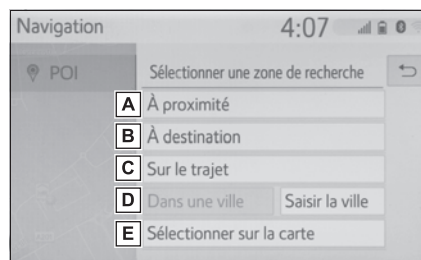 Navigation 4:07
POI Sélectionner une zone de recherche
A À proximité
B À destination
C Sur le trajet
D Dans une ville Saisir la ville
E Sélectionner sur la carte